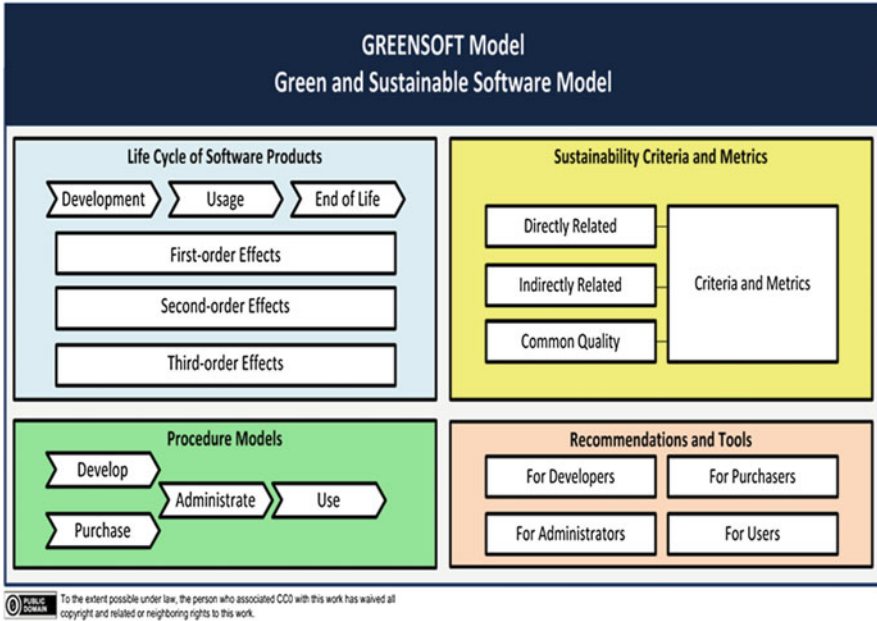 GREENSOFT Model
Green and Sustainable Software Model
Life Cycle of Software Products
Development
Usage
End of Life
First-order Effects
Second-order Effects
Third-order Effects
Sustainability Criteria and Metrics
Directly Related
Indirectly Related
Common Quality
Criteria and Metrics
Procedure Models
Develop
Purchase
Administrate
Use
Recommendations and Tools
For Developers
For Purchasers
For Administrators
For Users
PUBLIC
DOMAIN
To the extent possible under law, the person who associated CC0 with this work has waived all
copyright and related or neighboring rights to this work.